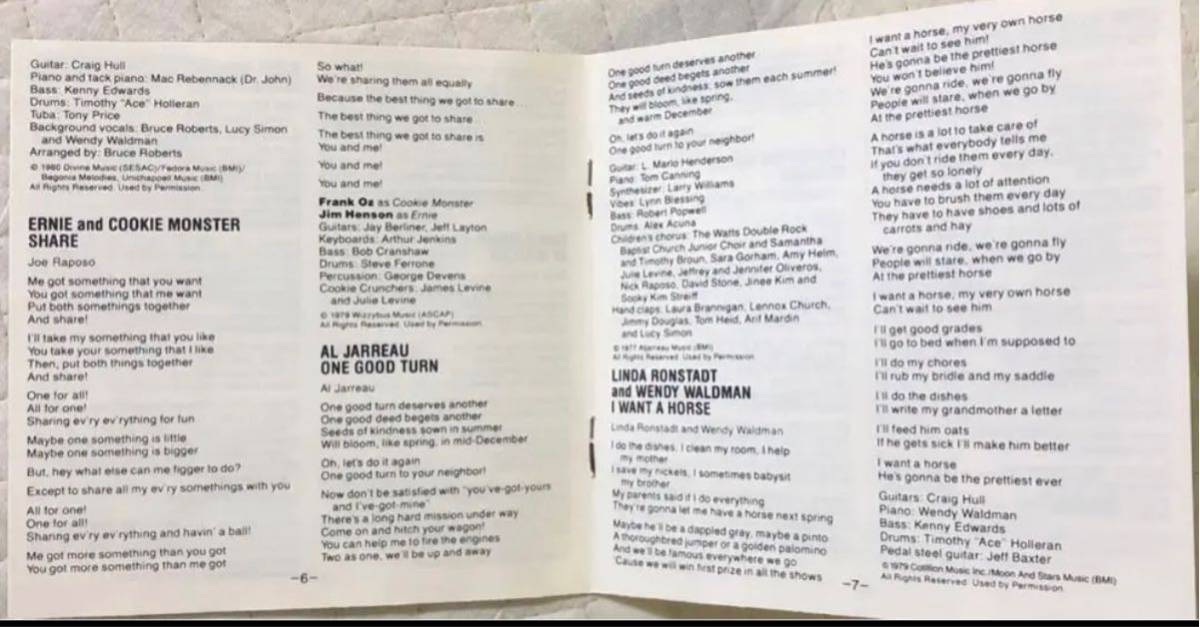 Guitar: Craig Hull
Piano and tack piano: Mac Rebennack (Dr. John)
Bass: Kenny Edwards
Drums: Timothy "Ace" Holleran
Tuba: Tony Price
Background vocals: Bruce Roberts, Lucy Simon
and Wendy Waldman
Arranged by: Bruce Roberts
© 1980 Divine Music (SESAC)/Fedora Music (BMI)/
Begonia Melodies, Unichappell Music (BMI)
All Rights Reserved. Used by Permission.
ERNIE and COOKIE MONSTER
SHARE
Joe Raposo
Me got something that you want
You got something that me want
Put both somethings together
And share!
I'll take my something that you like
You take your something that I like
Then, put both things together
And share!
One for all!
All for one!
Sharing ev'ry ev'rything for fun
Maybe one something is little
Maybe one something is bigger
But, hey what else can me figger to do?
Except to share all my ev'ry somethings with you
All for one!
One for all!
Sharing ev'ry ev'rything and havin' a ball!
Me got more something than you got
You got more something than me got
So what!
We're sharing them all equally
Because the best thing we got to share...
The best thing we got to share...
The best thing we got to share is
You and me!
You and me!
You and me!
Frank Oz as Cookie Monster
Jim Henson as Ernie
Guitars: Jay Berliner, Jeff Layton
Keyboards: Arthur Jenkins
Bass: Bob Cranshaw
Drums: Steve Ferrone
Percussion: George Devens
Cookie Crunchers: James Levine
and Julie Levine
© 1979 Wizzybus Music (ASCAP)
All Rights Reserved. Used by Permission.
AL JARREAU
ONE GOOD TURN
Al Jarreau
One good turn deserves another
One good deed begets another
Seeds of kindness sown in summer
Will bloom, like spring, in mid-December
Oh, let's do it again
One good turn to your neighbor!
Now don't be satisfied with "you've-got-yours
and I've-got-mine"
There's a long hard mission under way
Come on and hitch your wagon!
You can help me to fire the engines
Two as one, we'll be up and away
-6-
One good turn deserves another
One good deed begets another
And seeds of kindness; sow them each summer!
They will bloom, like spring,
and warm December
Oh, let's do it again
One good turn to your neighbor!
Guitar: L. Marlo Henderson
Piano: Tom Canning
Synthesizer: Larry Williams
Vibes: Lynn Blessing
Bass: Robert Popwell
Drums: Alex Acuna
Children's chorus: The Watts Double Rock
Baptist Church Junior Choir and Samantha
and Timothy Broun, Sara Gorham, Amy Helm,
Julie Levine, Jeffrey and Jennifer Oliveros,
Nick Raposo, David Stone, Jinee Kim and
Sooky Kim Streiff
Hand claps: Laura Brannigan, Lennox Church,
Jimmy Douglas, Tom Heid, Arif Mardin
and Lucy Simon
© 1977 Aljarreau Music (BMI)
All Rights Reserved. Used by Permission.
LINDA RONSTADT
and WENDY WALDMAN
I WANT A HORSE
Linda Ronstadt and Wendy Waldman
I do the dishes, I clean my room, I help
my mother
I save my nickels, I sometimes babysit
my brother
My parents said if I do everything
They're gonna let me have a horse next spring
Maybe he'll be a dappled gray, maybe a pinto
A thoroughbred jumper or a golden palomino
And we'll be famous everywhere we go
'Cause we will win first prize in all the shows
-7-
I want a horse, my very own horse
Can't wait to see him!
He's gonna be the prettiest horse
You won't believe him!
We're gonna ride, we're gonna fly
People will stare, when we go by
At the prettiest horse
A horse is a lot to take care of
That's what everybody tells me
If you don't ride them every day,
they get so lonely
A horse needs a lot of attention
You have to brush them every day
They have to have shoes and lots of
carrots and hay
We're gonna ride, we're gonna fly
People will stare, when we go by
At the prettiest horse
I want a horse, my very own horse
Can't wait to see him
I'll get good grades
I'll go to bed when I'm supposed to
I'll do my chores
I'll rub my bridle and my saddle
I'll do the dishes
I'll write my grandmother a letter
I'll feed him oats
If he gets sick I'll make him better
I want a horse
He's gonna be the prettiest ever
Guitars: Craig Hull
Piano: Wendy Waldman
Bass: Kenny Edwards
Drums: Timothy "Ace" Holleran
Pedal steel guitar: Jeff Baxter
© 1979 Cotillion Music Inc./Moon And Stars Music (BMI)
All Rights Reserved. Used by Permission.